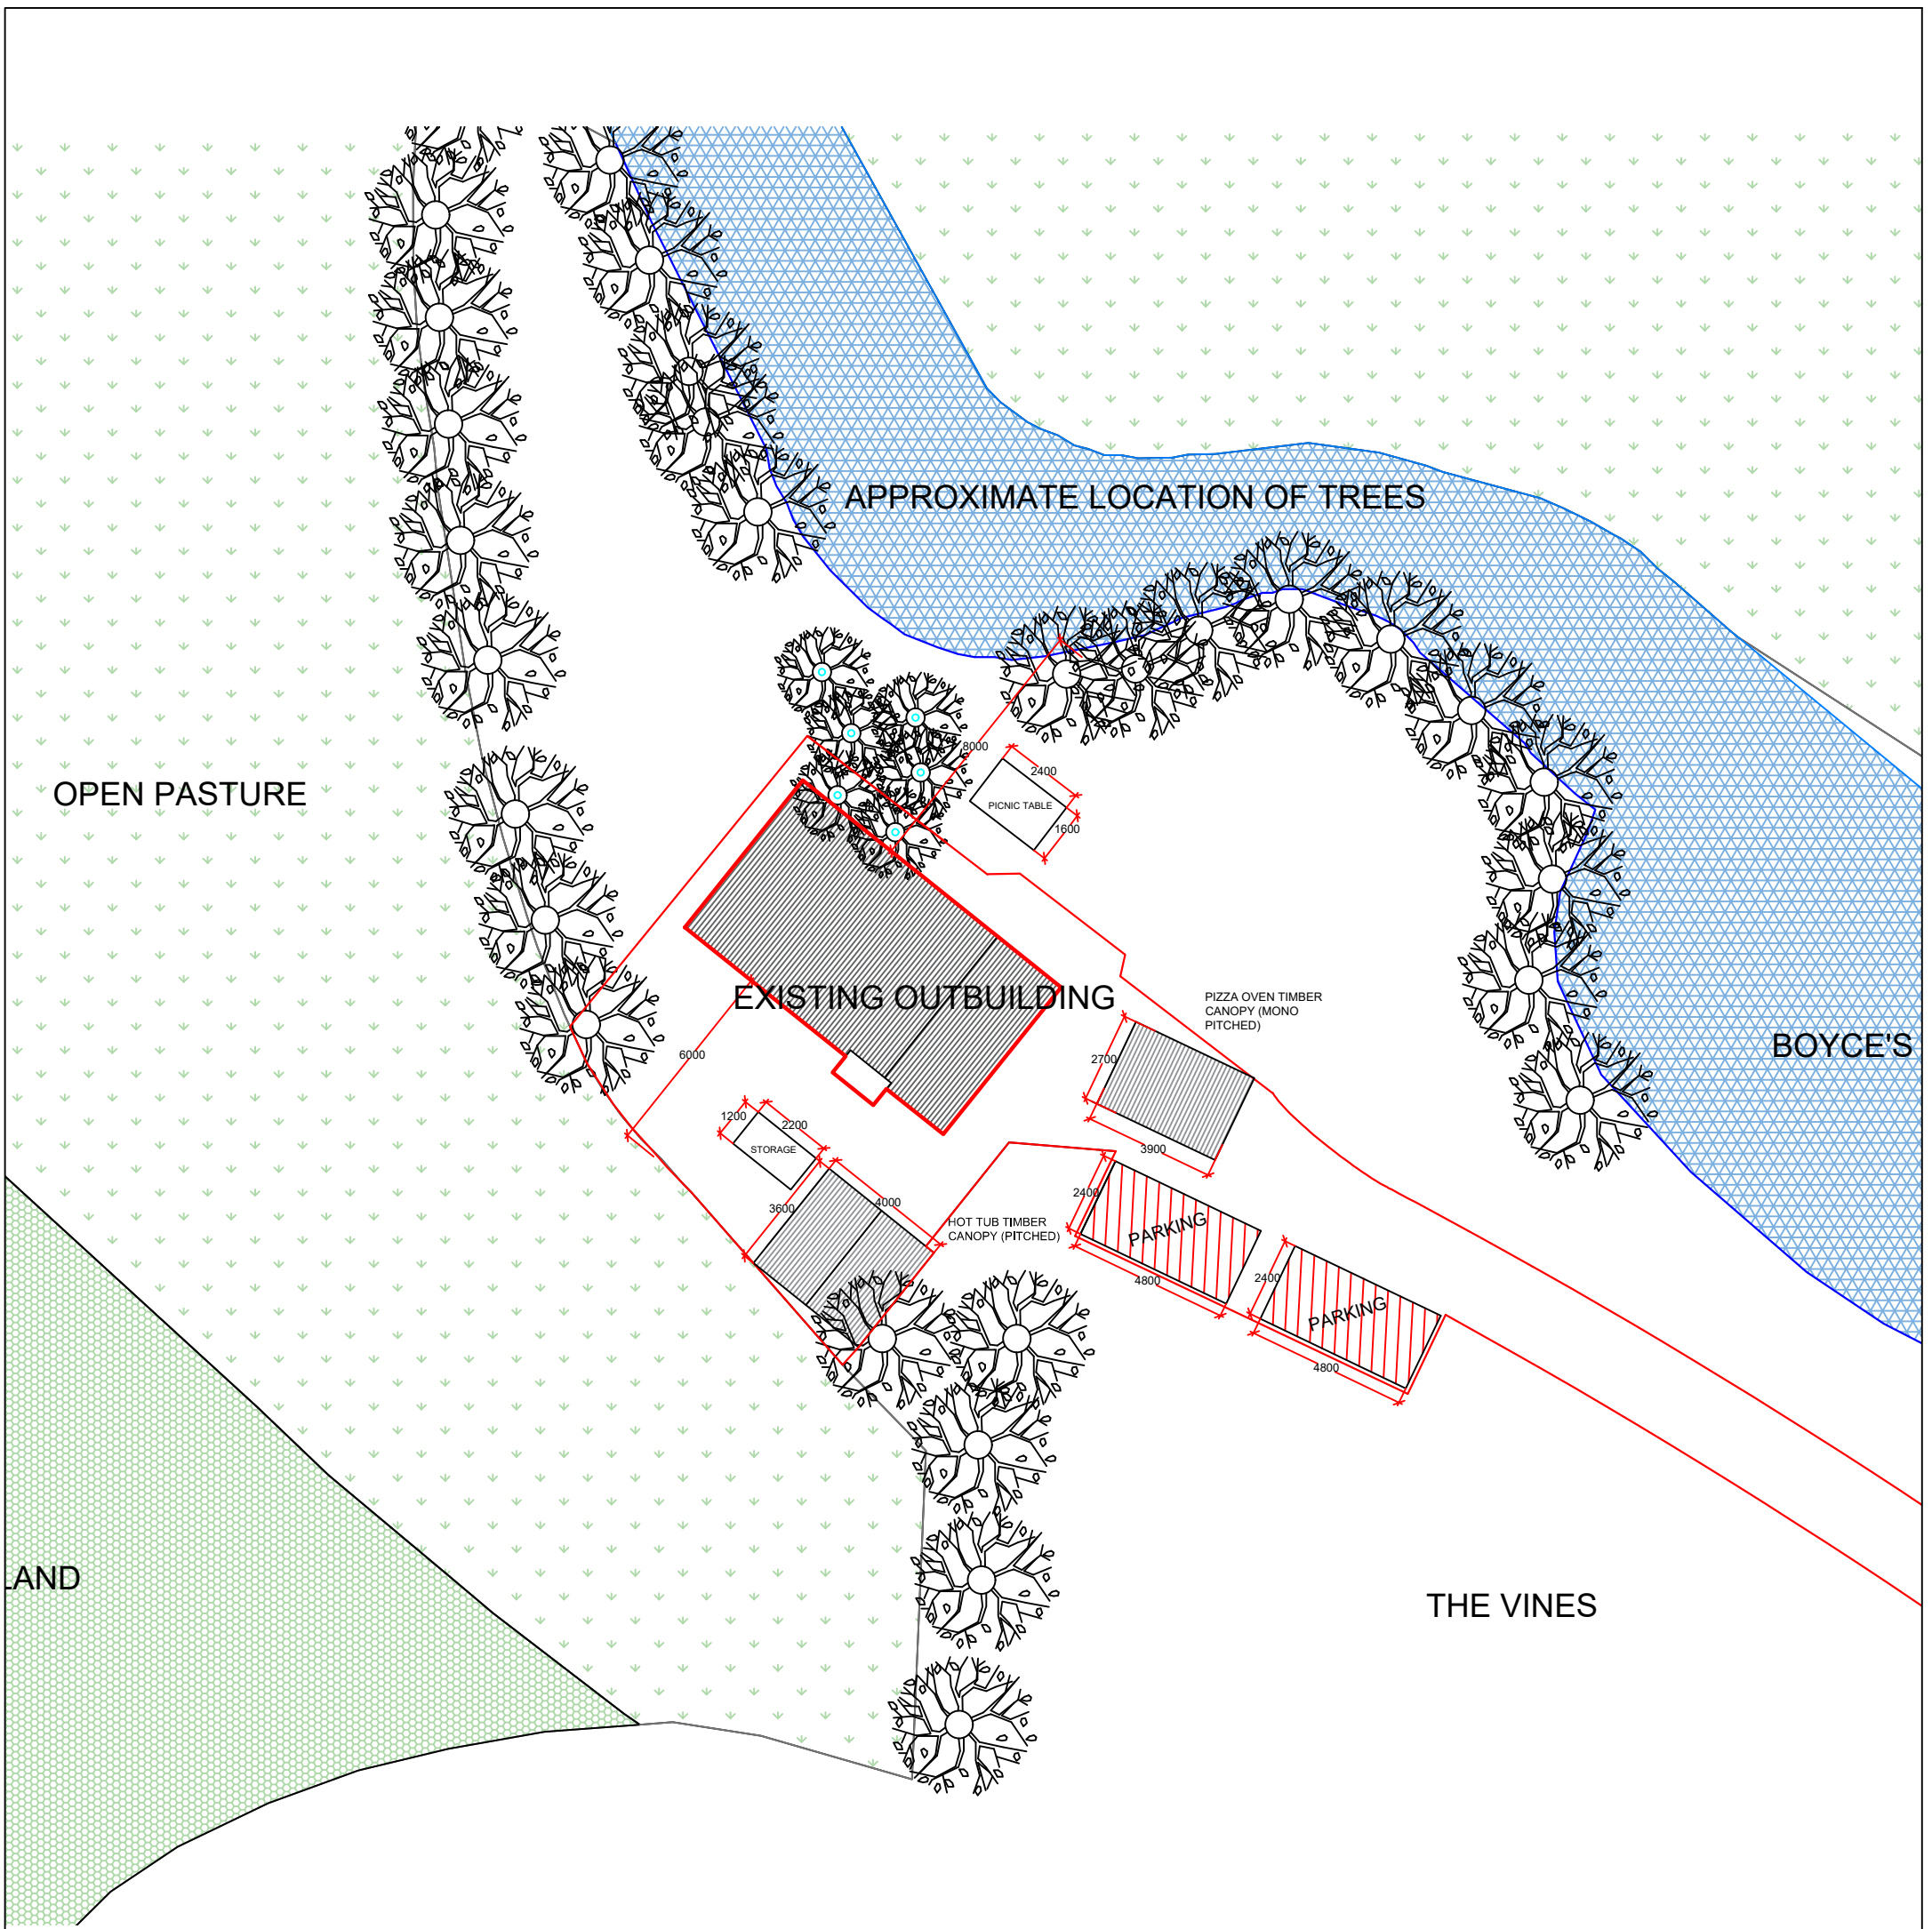 APPROXIMATE LOCATION OF TREES
8000
2400
OPEN PASTURE
PICNIC TABLE
1600
EXISTING OUTBUILDING
PIZZA OVEN TIMBER
CANOPY (MONO
PITCHED)
BOYCE'S
6000
2700
1200
2200
STORAGE
3900
2400
3600
4000
HOT TUB TIMBER
CANOPY (PITCHED)
PARKING
4800
2400
PARKING
4800
LAND
THE VINES